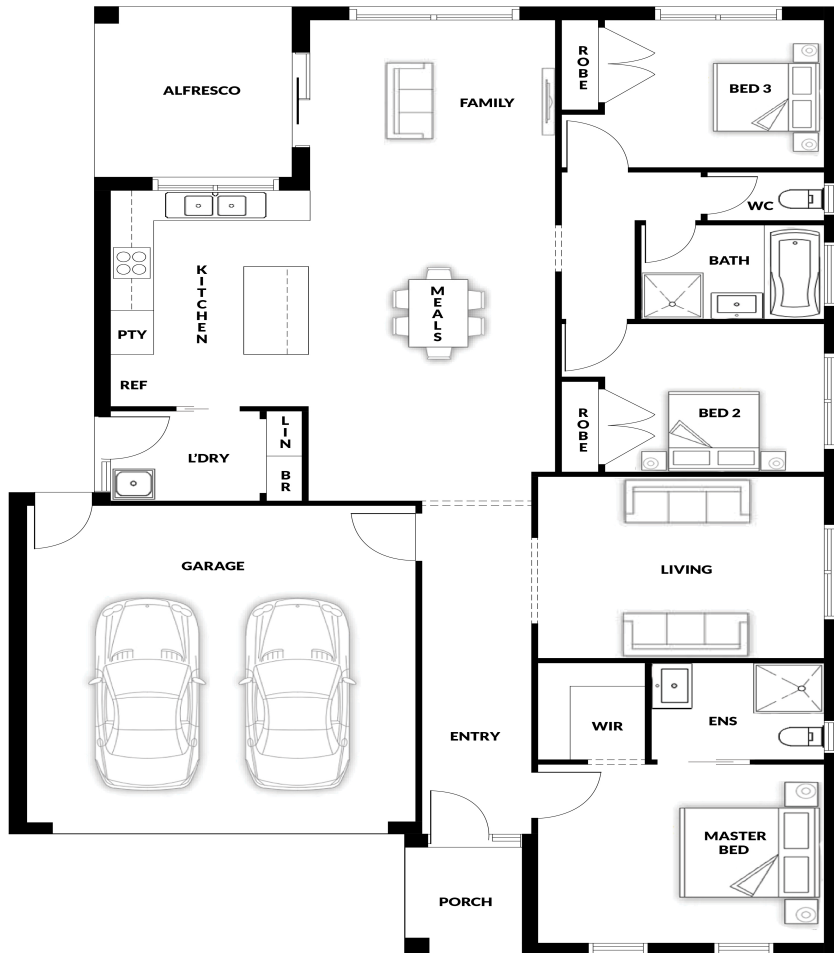 ALFRESCO
FAMILY
ROBE
BED 3
WC
BATH
KITCHEN
MEALS
PTY
REF
ROBE
BED 2
LIN
L'DRY
BR
GARAGE
LIVING
WIR
ENS
ENTRY
MASTER
BED
PORCH